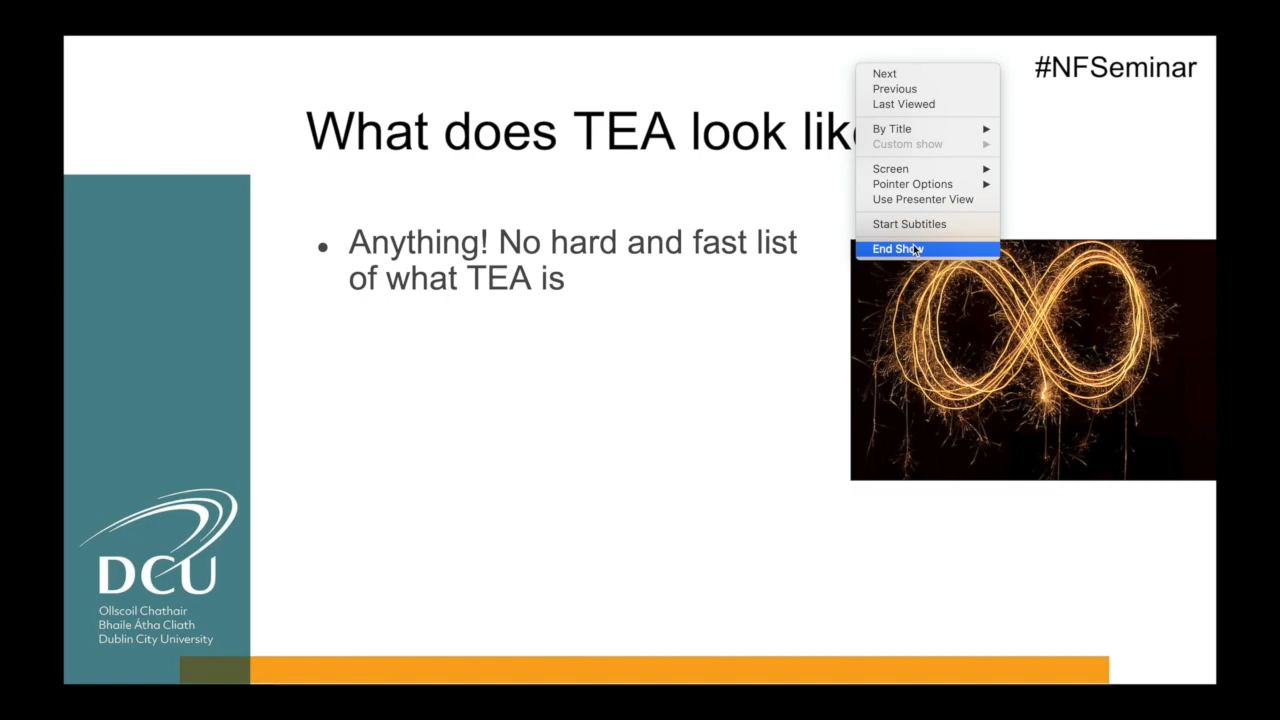 #NFSeminar
What does TEA look lik
Next
Previous
Last Viewed
By Title
Custom show
Screen
Pointer Options
Use Presenter View
Start Subtitles
End Show
• Anything! No hard and fast list
of what TEA is
DCU
Ollscoil Chathair
Bhaile Átha Cliath
Dublin City University